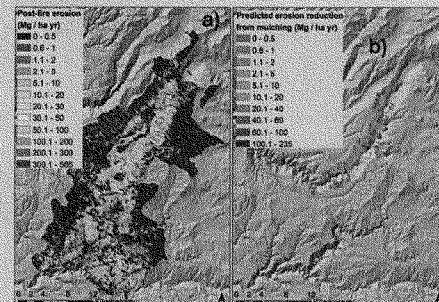 Post-fire erosion
(Mg / ha yr)
0 - 0.5
0.6 - 1
1.1 - 2
2.1 - 5
5.1 - 10
10.1 - 20
20.1 - 30
30.1 - 50
50.1 - 100
100.1 - 200
200.1 - 300
300.1 -
a)
Predicted erosion reduction
from mulching (Mg / ha yr)
0 - 0.5
0.6 - 1
1.1 - 2
2.1 - 5
5.1 - 10
10.1 - 20
20.1 - 40
40.1 - 60
60.1 - 100
100.1 - 235
b)